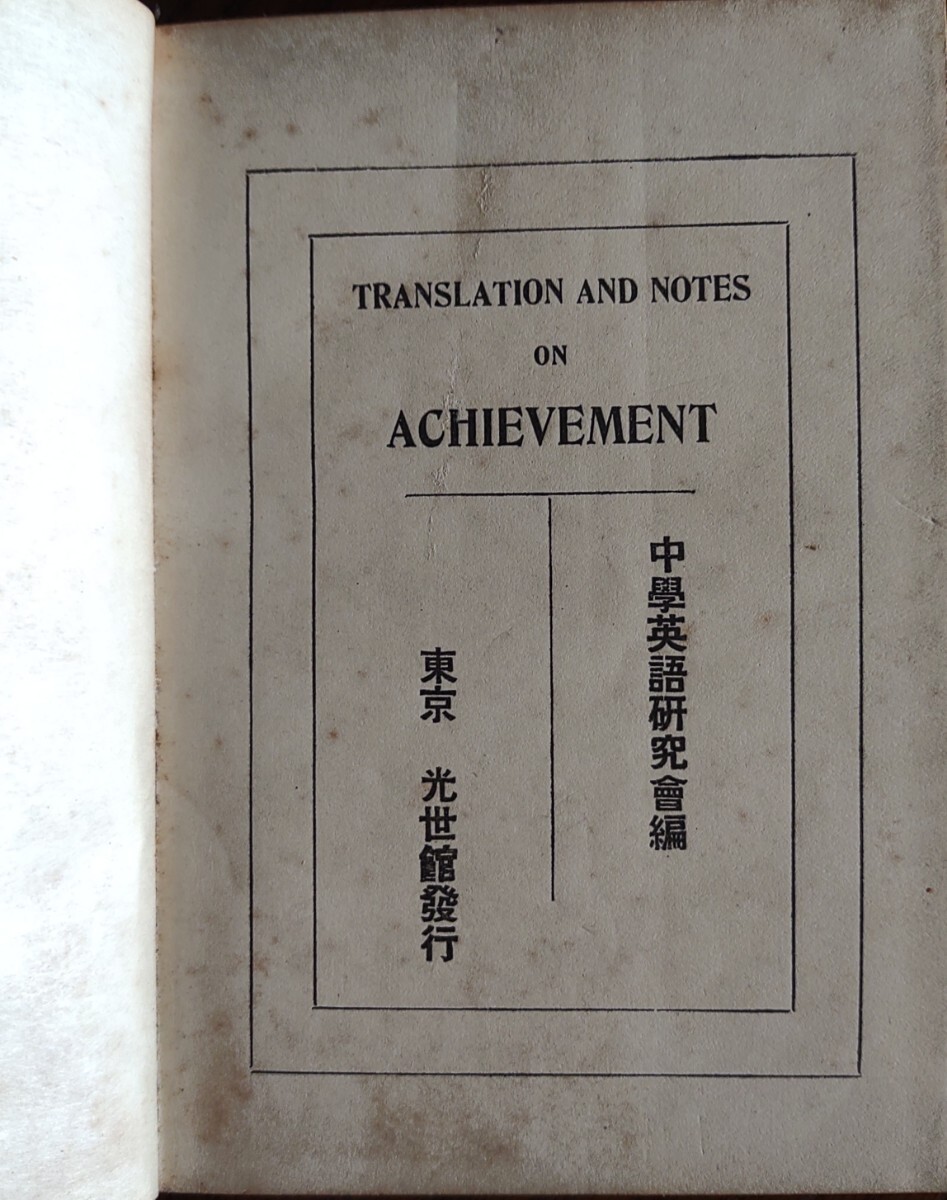 TRANSLATION AND NOTES
ON
ACHIEVEMENT
中學英語研究會編
東京 光世館發行